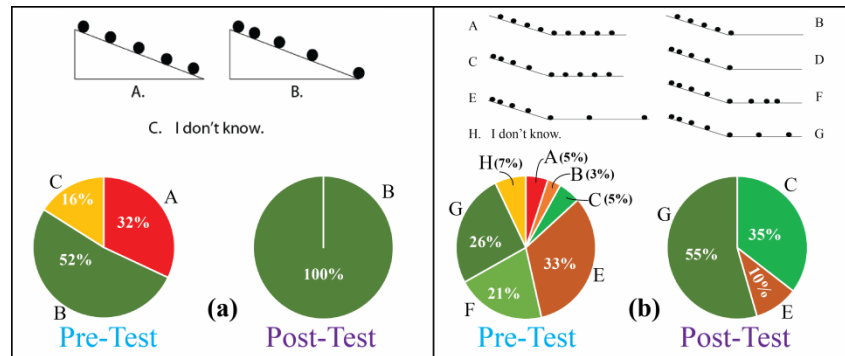 A.
B.
C. I don't know.
C
16%
A
32%
52%
B
Pre-Test
(a)
B
100%
Post-Test
A
B
C
D
E
F
H. I don't know.
G
H (7%)
A (5%)
B (3%)
C (5%)
G
26%
33%
E
21%
F
Pre-Test
(b)
C
35%
G
55%
10%
E
Post-Test